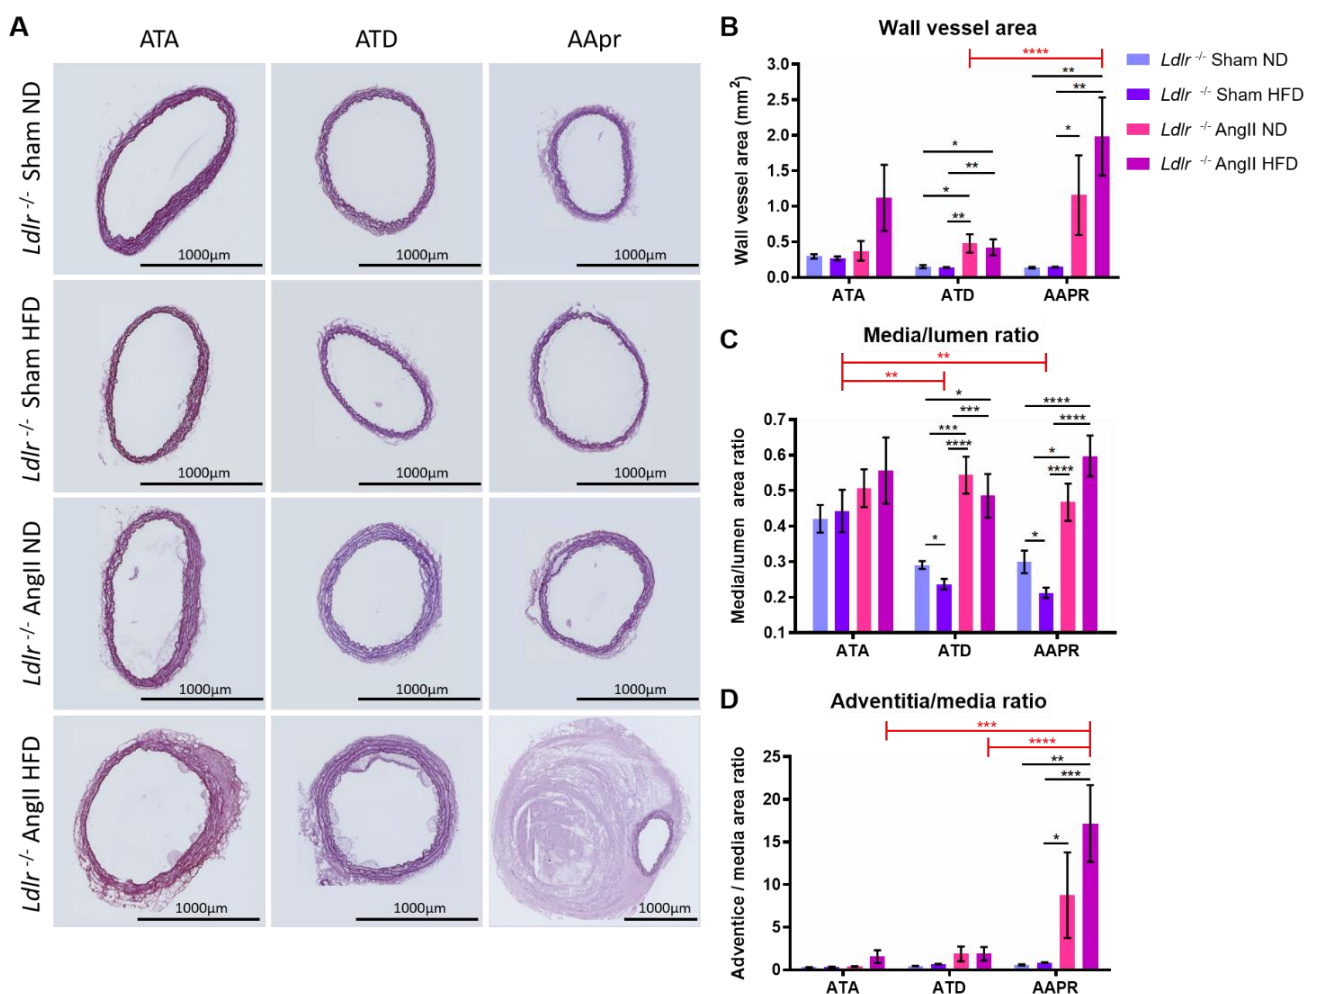 A
ATA ATD AApr
Ldlr -/- Sham ND
1000µm 1000µm 1000µm
Ldlr -/- Sham HFD
1000µm 1000µm 1000µm
Ldlr -/- AngII ND
1000µm 1000µm 1000µm
Ldlr -/- AngII HFD
1000µm 1000µm 1000µm
B
Wall vessel area
****
** ** * * ** * **
Wall vessel area (mm2)
3.0
2.5
2.0
1.5
1.0
0.5
0.0
ATA ATD AAPR
Ldlr -/- Sham ND
Ldlr -/- Sham HFD
Ldlr -/- AngII ND
Ldlr -/- AngII HFD
C
Media/lumen ratio
**
**
* *** *** **** * **** **** * **** *
Media/lumen area ratio
0.7
0.6
0.5
0.4
0.3
0.2
0.1
ATA ATD AAPR
D
Adventitia/media ratio
***
****
**
***
*
Adventice / media area ratio
25
20
15
10
5
0
ATA ATD AAPR